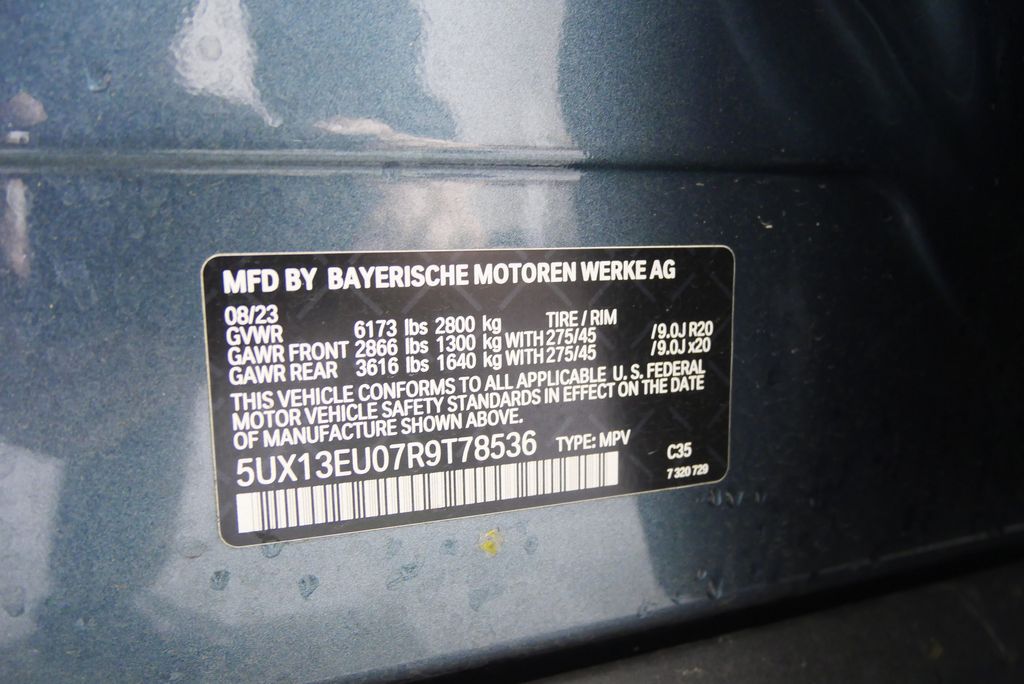 MFD BY BAYERISCHE MOTOREN WERKE AG
08/23 TIRE / RIM
GVWR 6173 lbs 2800 kg
GAWR FRONT 2866 lbs 1300 kg WITH 275/45 /9.0J R20
GAWR REAR 3616 lbs 1640 kg WITH 275/45 /9.0J x20
THIS VEHICLE CONFORMS TO ALL APPLICABLE U. S. FEDERAL
MOTOR VEHICLE SAFETY STANDARDS IN EFFECT ON THE DATE
OF MANUFACTURE SHOWN ABOVE.
5UX13EU07R9T78536 TYPE: MPV C35
7 320 729